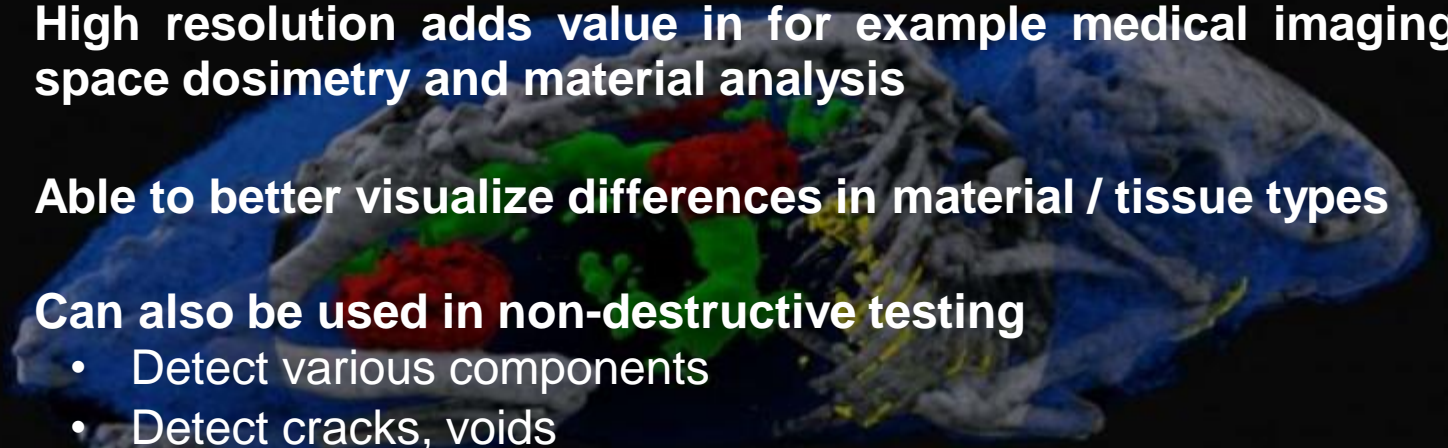 High resolution adds value in for example medical imaging
space dosimetry and material analysis
Able to better visualize differences in material / tissue types
Can also be used in non-destructive testing
• Detect various components
• Detect cracks, voids